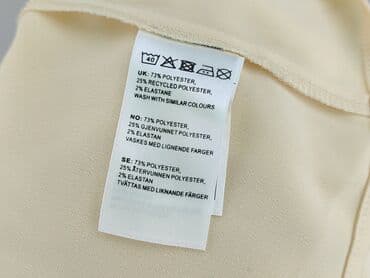 40
UK: 73% POLYESTER,
25% RECYCLED POLYESTER,
2% ELASTANE
WASH WITH SIMILAR COLOURS
NO: 73% POLYESTER,
25% GJENVUNNET POLYESTER,
2% ELASTAN
VASKES MED LIGNENDE FARGER
SE: 73% POLYESTER,
25% ÅTERVUNNEN POLYESTER,
2% ELASTAN
TVÄTTAS MED LIKNANDE FÄRGER